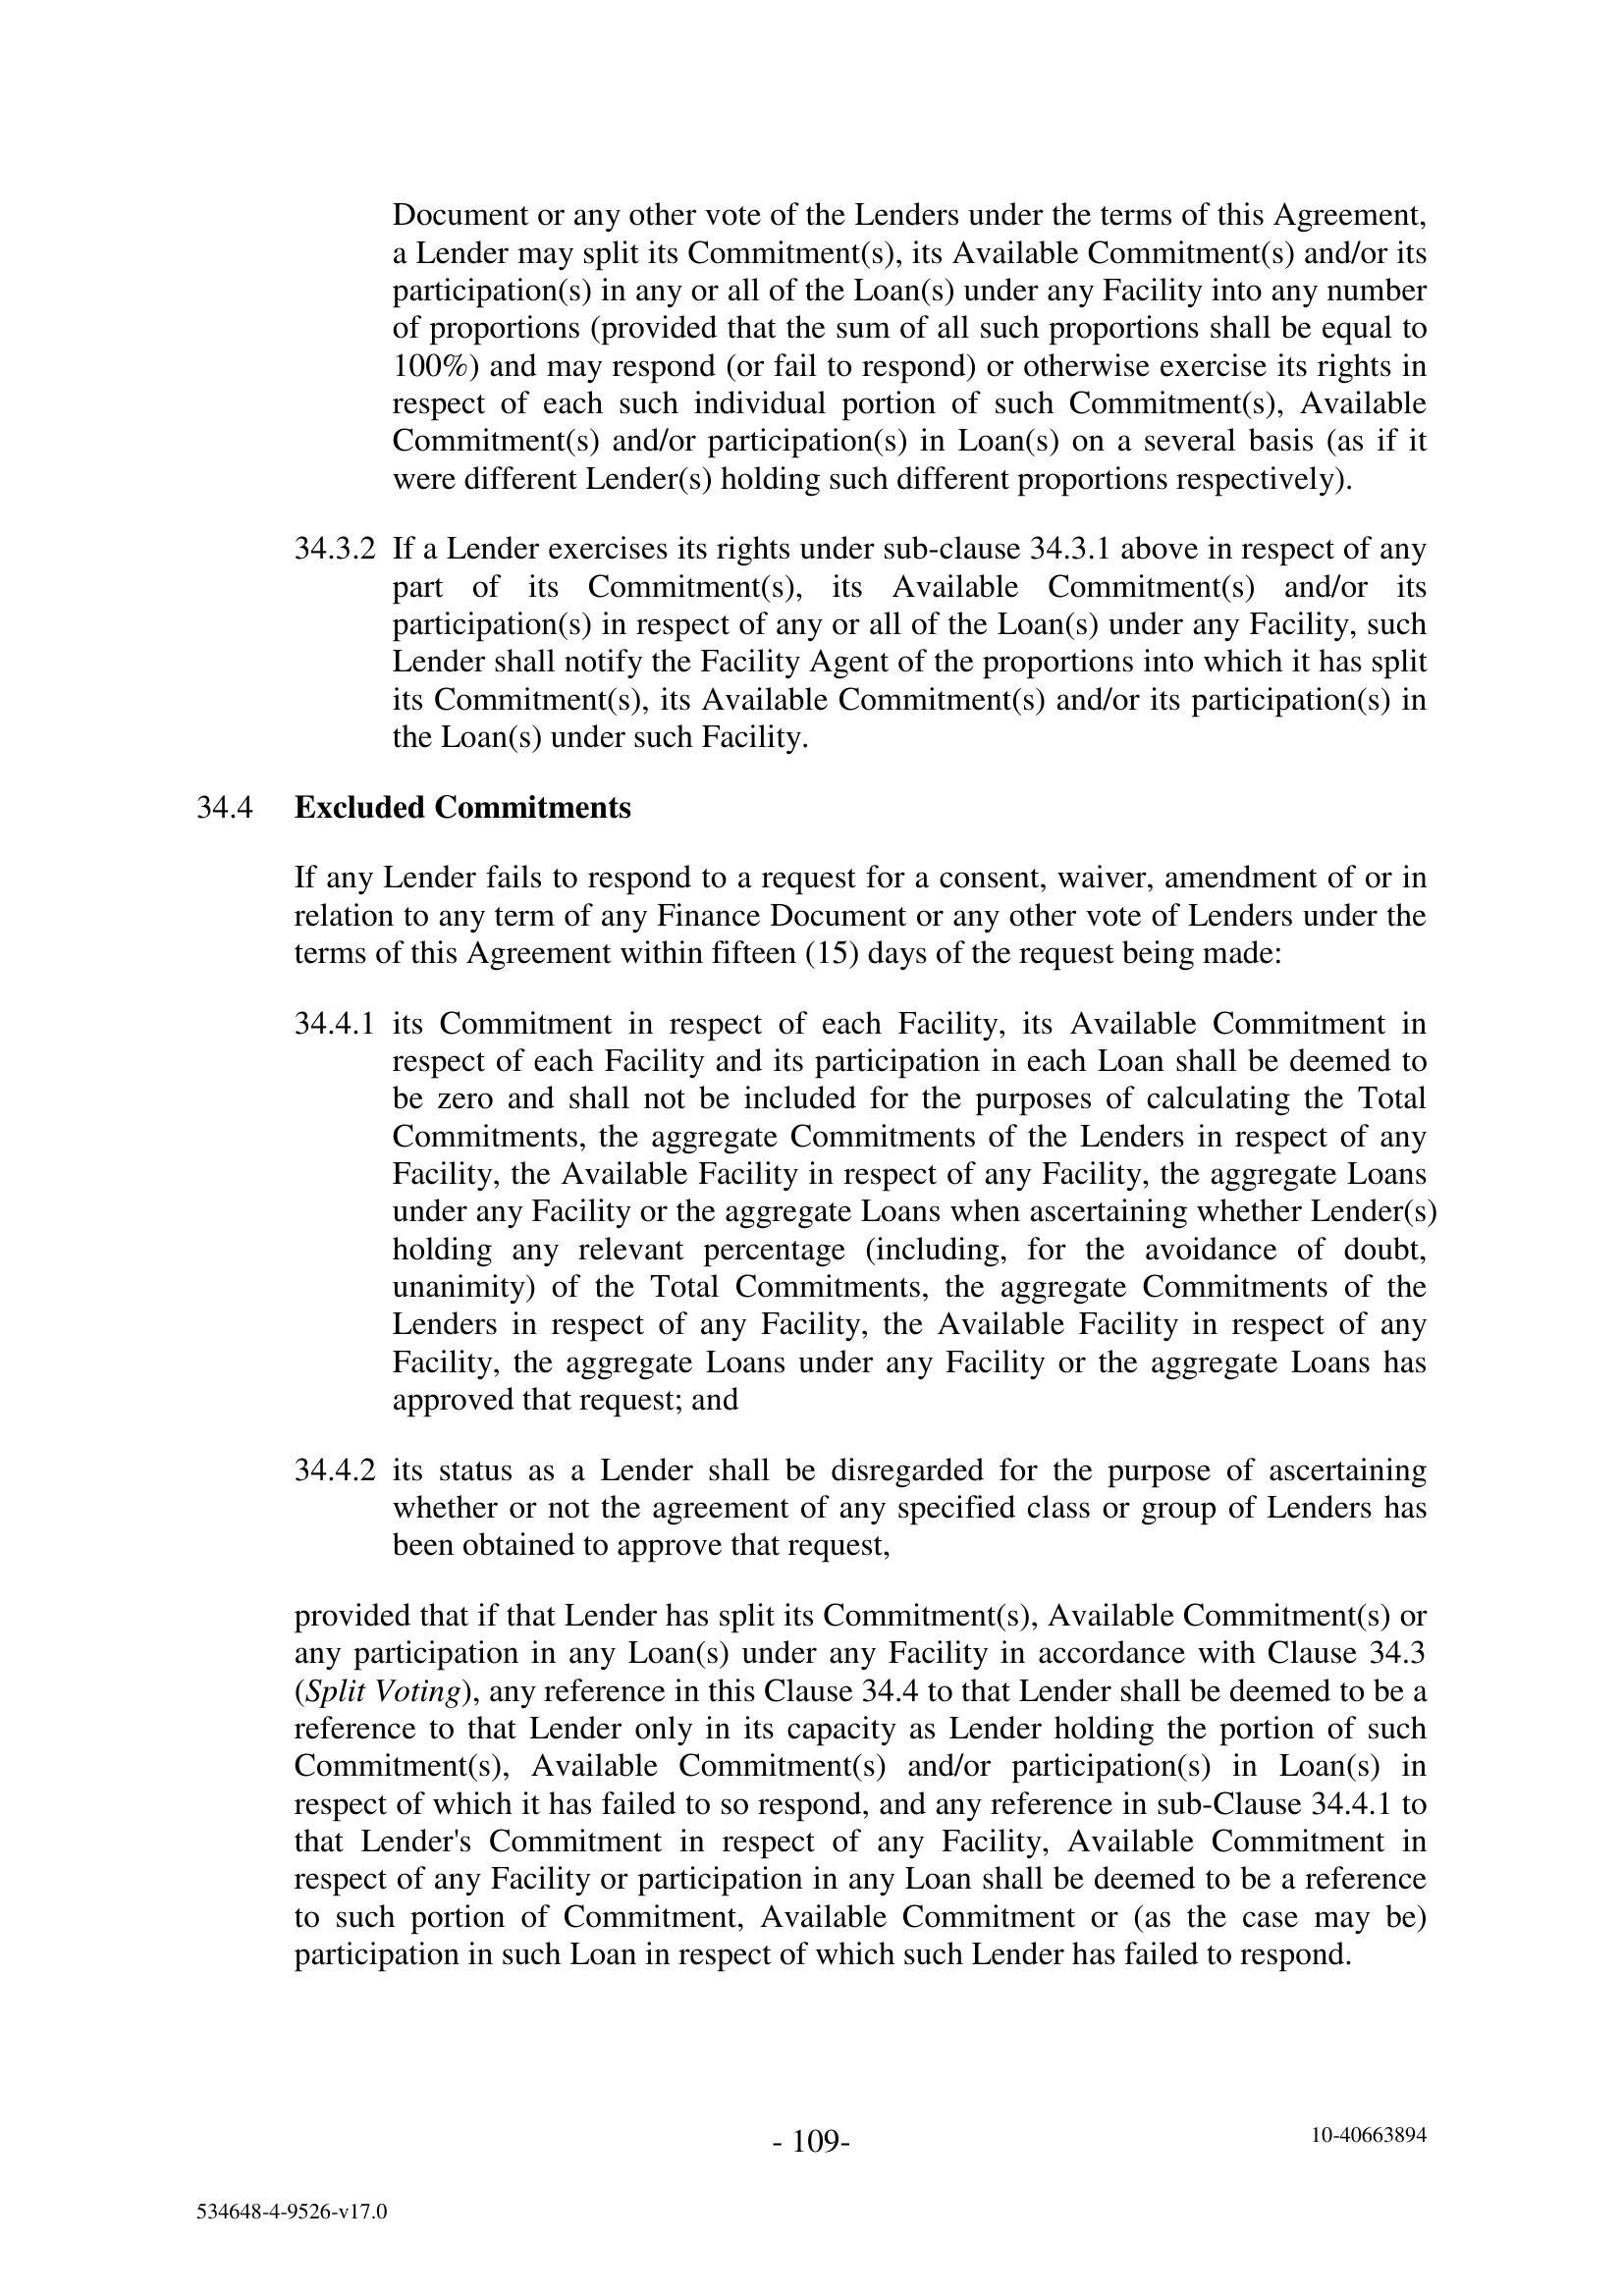 Document or any other vote of the Lenders under the terms of this Agreement,
a Lender may split its Commitment(s), its Available Commitment(s) and/or its
participation(s) in any or all of the Loan(s) under any Facility into any number
of proportions (provided that the sum of all such proportions shall be equal to
100%) and may respond (or fail to respond) or otherwise exercise its rights in
respect of each such individual portion of such Commitment(s), Available
Commitment(s) and/or participation(s) in Loan(s) on a several basis (as if it
were different Lender(s) holding such different proportions respectively).
34.3.2 If a Lender exercises its rights under sub-clause 34.3.1 above in respect of any
part of its Commitment(s), its Available Commitment(s) and/or its
participation(s) in respect of any or all of the Loan(s) under any Facility, such
Lender shall notify the Facility Agent of the proportions into which it has split
its Commitment(s), its Available Commitment(s) and/or its participation(s) in
the Loan(s) under such Facility.
34.4 Excluded Commitments
If any Lender fails to respond to a request for a consent, waiver, amendment of or in
relation to any term of any Finance Document or any other vote of Lenders under the
terms of this Agreement within fifteen (15) days of the request being made:
34.4.1 its Commitment in respect of each Facility, its Available Commitment in
respect of each Facility and its participation in each Loan shall be deemed to
be zero and shall not be included for the purposes of calculating the Total
Commitments, the aggregate Commitments of the Lenders in respect of any
Facility, the Available Facility in respect of any Facility, the aggregate Loans
under any Facility or the aggregate Loans when ascertaining whether Lender(s)
holding any relevant percentage (including, for the avoidance of doubt,
unanimity) of the Total Commitments, the aggregate Commitments of the
Lenders in respect of any Facility, the Available Facility in respect of any
Facility, the aggregate Loans under any Facility or the aggregate Loans has
approved that request; and
34.4.2 its status as a Lender shall be disregarded for the purpose of ascertaining
whether or not the agreement of any specified class or group of Lenders has
been obtained to approve that request,
provided that if that Lender has split its Commitment(s), Available Commitment(s) or
any participation in any Loan(s) under any Facility in accordance with Clause 34.3
(Split Voting), any reference in this Clause 34.4 to that Lender shall be deemed to be a
reference to that Lender only in its capacity as Lender holding the portion of such
Commitment(s), Available Commitment(s) and/or participation(s) in Loan(s) in
respect of which it has failed to so respond, and any reference in sub-Clause 34.4.1 to
that Lender's Commitment in respect of any Facility, Available Commitment in
respect of any Facility or participation in any Loan shall be deemed to be a reference
to such portion of Commitment, Available Commitment or (as the case may be)
participation in such Loan in respect of which such Lender has failed to respond.
- 109-
10-40663894
534648-4-9526-v17.0